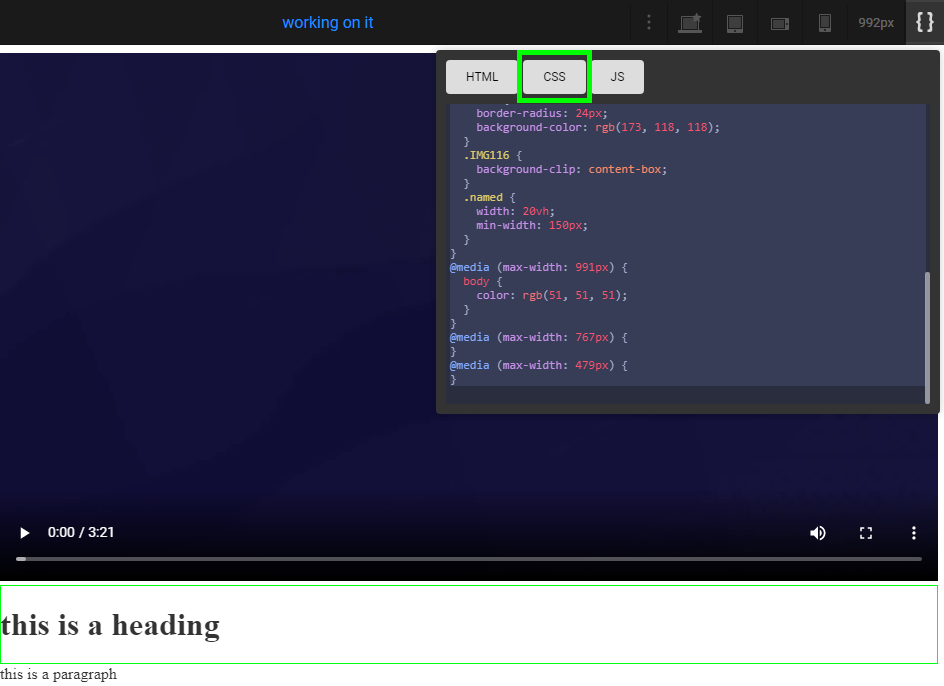 working on it
992px
{ }
HTML CSS JS
border-radius: 24px;
background-color: rgb(173, 118, 118);
}
.IMG116 {
background-clip: content-box;
}
.named {
width: 20vh;
min-width: 150px;
}
}
@media (max-width: 991px) {
body {
color: rgb(51, 51, 51);
}
}
@media (max-width: 767px) {
}
@media (max-width: 479px) {
}
0:00 / 3:21
this is a heading
this is a paragraph